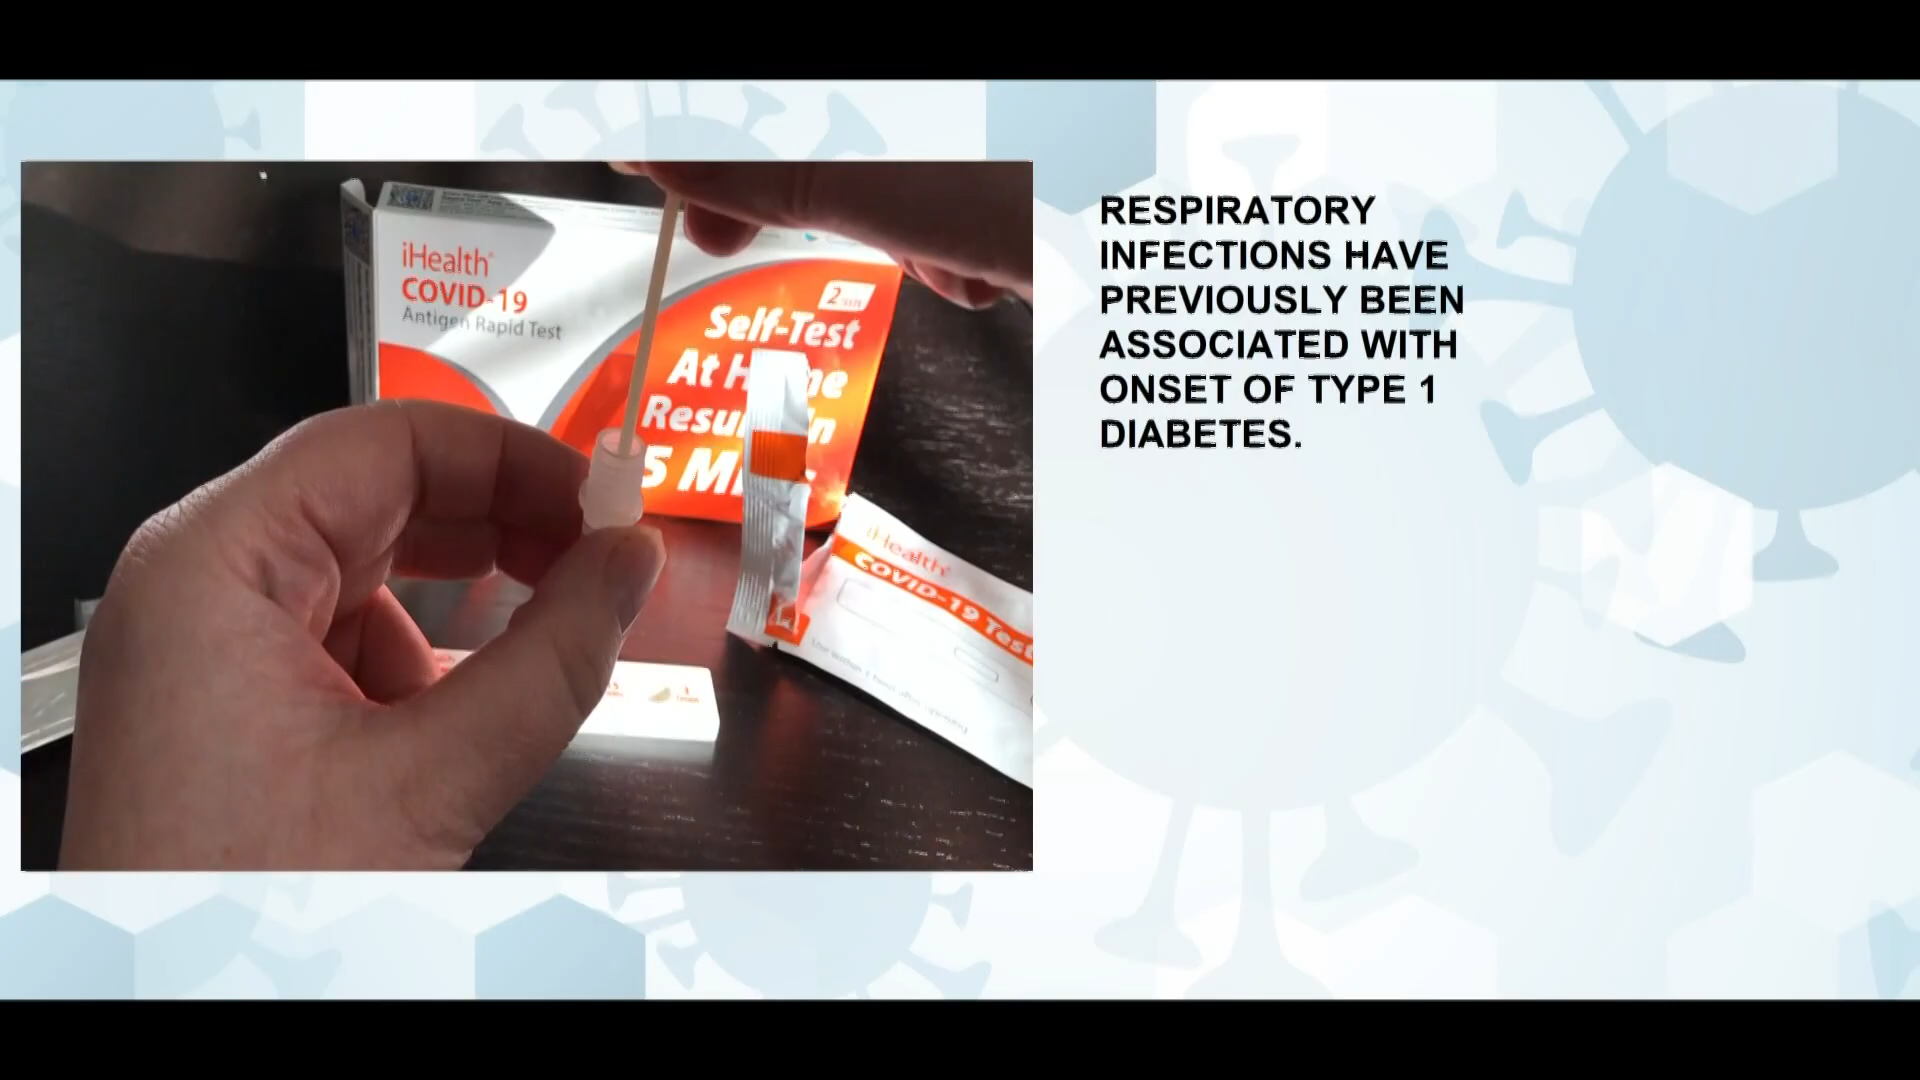 iHealth
COVID-19
Antigen Rapid Test
Self-Test
At
iHealth
COVID-19 Test
RESPIRATORY
INFECTIONS HAVE
PREVIOUSLY BEEN
ASSOCIATED WITH
ONSET OF TYPE 1
DIABETES.